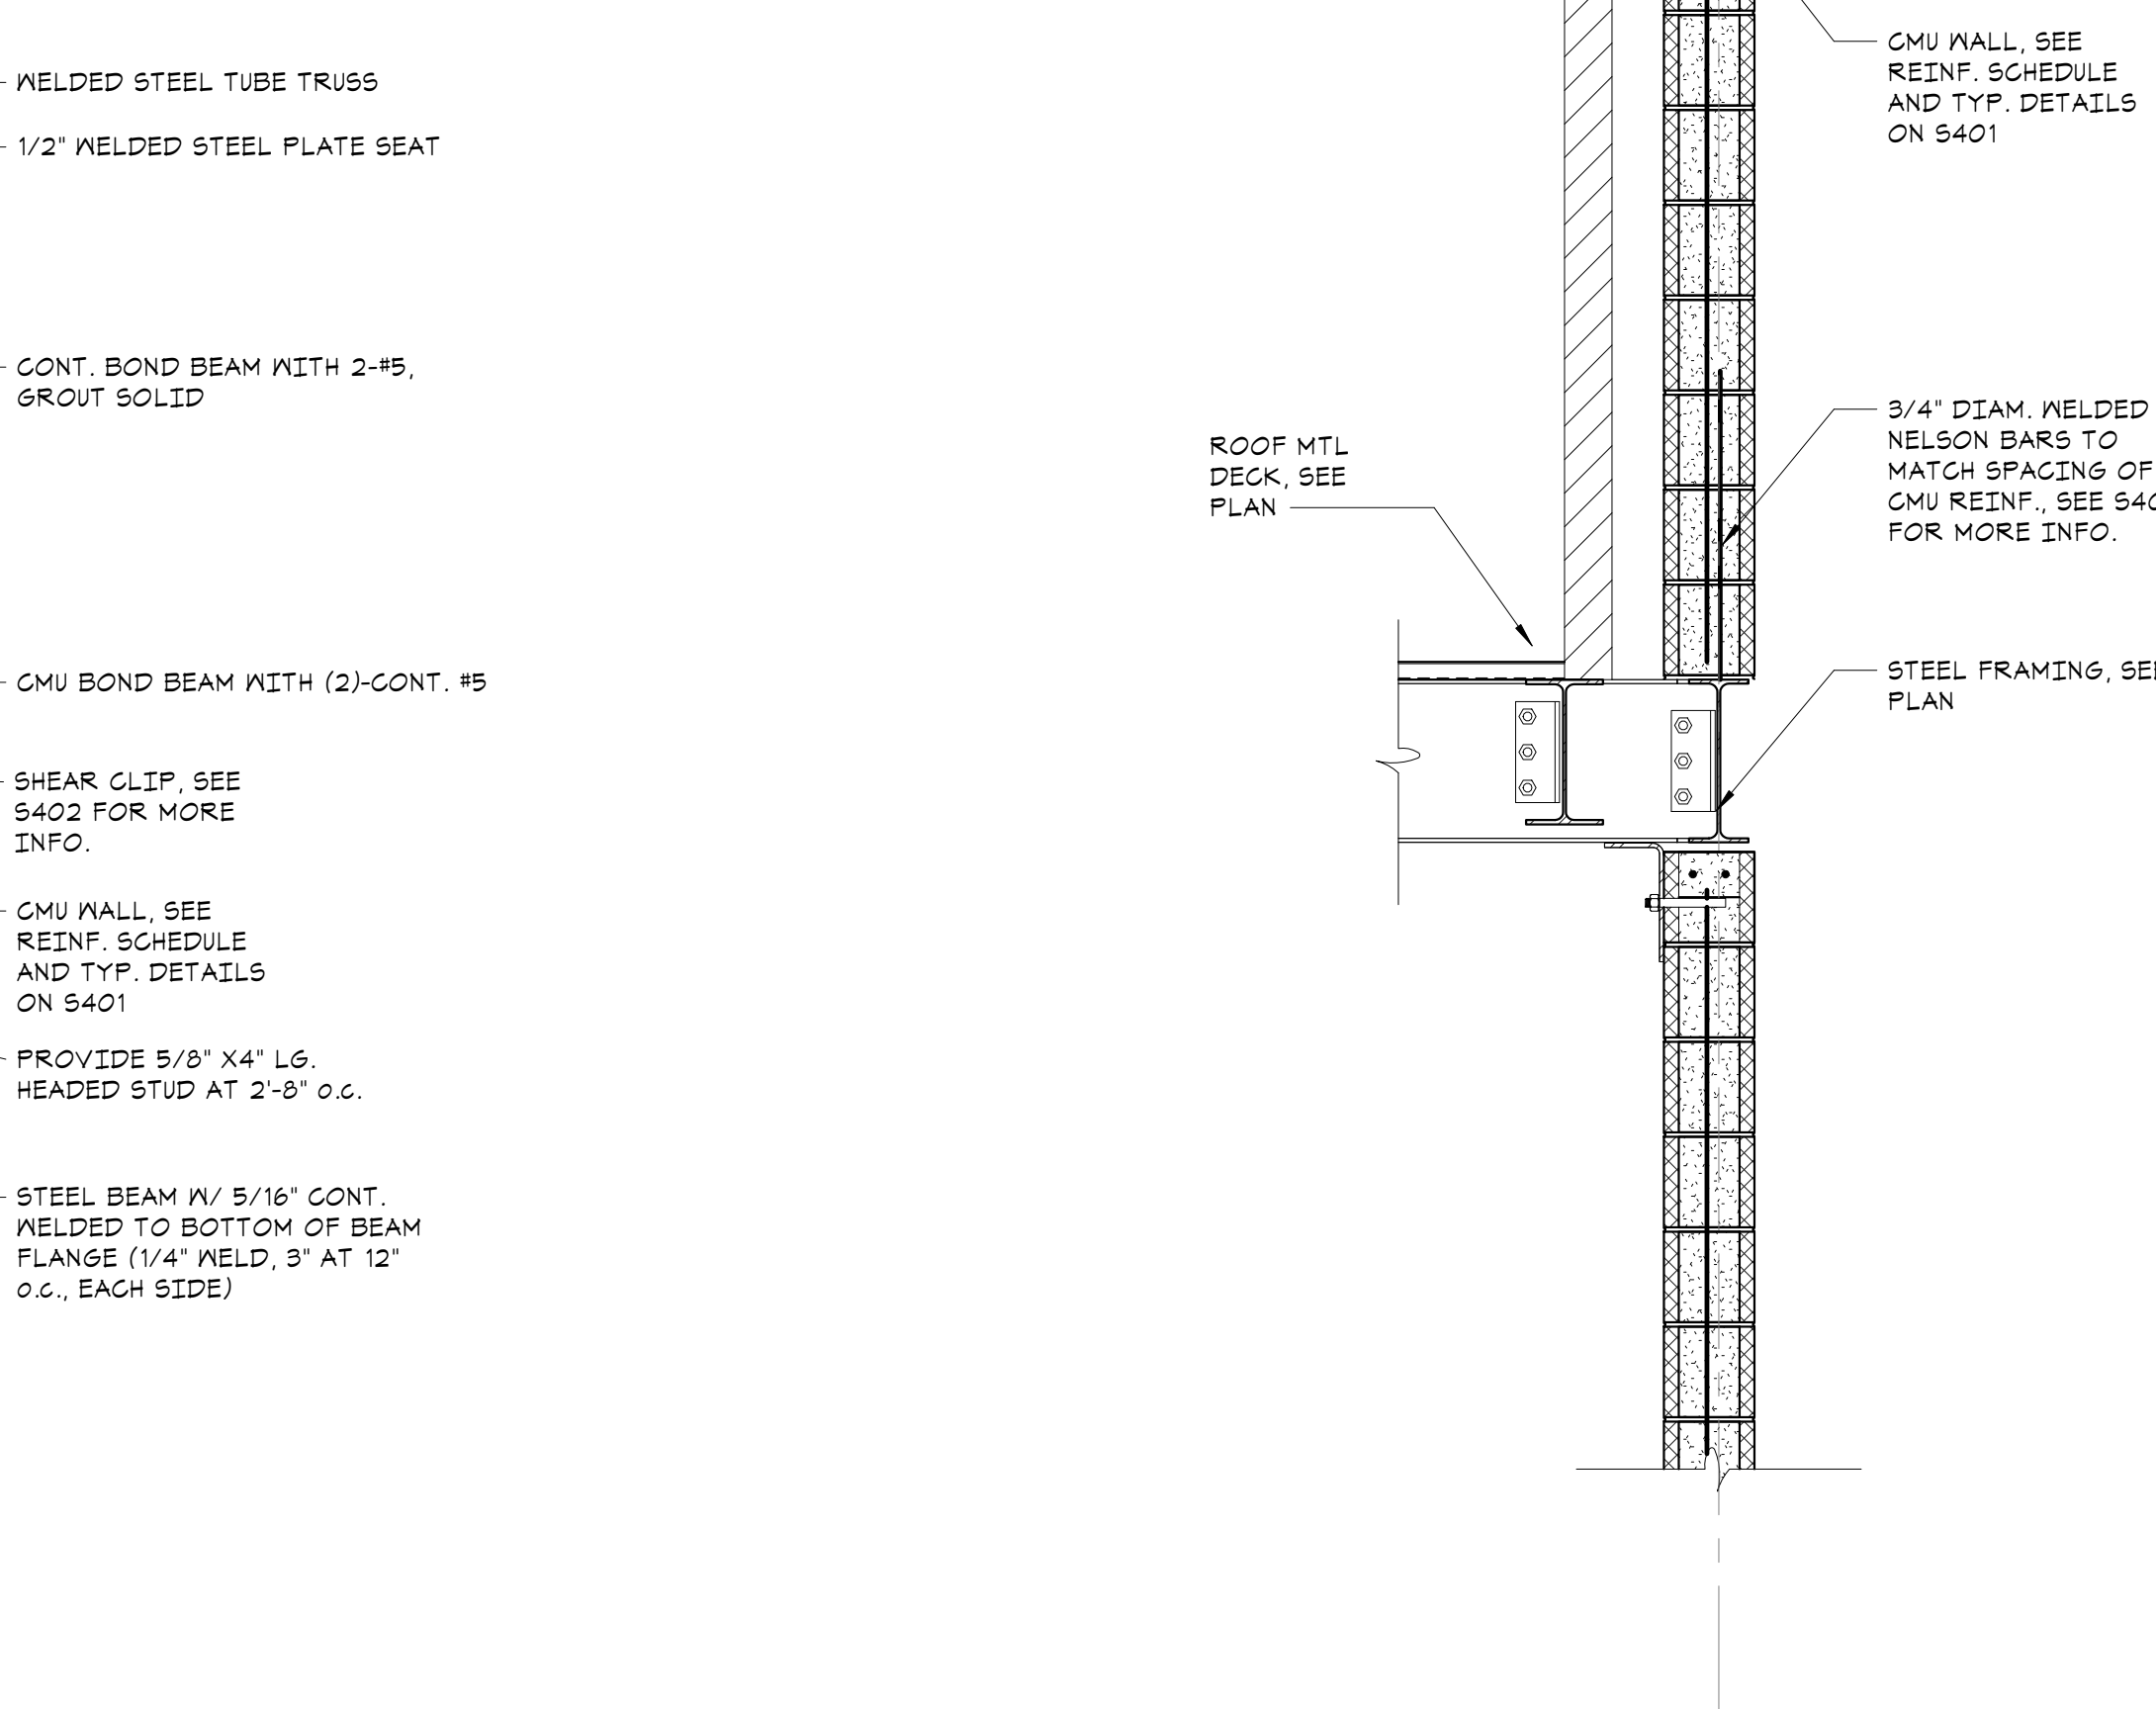 WELDED STEEL TUBE TRUSS
1/2" WELDED STEEL PLATE SEAT
CONT. BOND BEAM WITH 2-#5,
GROUT SOLID
CMU BOND BEAM WITH (2)-CONT. #5
SHEAR CLIP, SEE
S402 FOR MORE
INFO.
CMU WALL, SEE
REINF. SCHEDULE
AND TYP. DETAILS
ON S401
PROVIDE 5/8" X4" LG.
HEADED STUD AT 2'-8" O.C.
STEEL BEAM W/ 5/16" CONT.
WELDED TO BOTTOM OF BEAM
FLANGE (1/4" WELD, 3" AT 12"
O.C., EACH SIDE)
ROOF MTL
DECK, SEE
PLAN
CMU WALL, SEE
REINF. SCHEDULE
AND TYP. DETAILS
ON S401
3/4" DIAM. WELDED
NELSON BARS TO
MATCH SPACING OF
CMU REINF., SEE
FOR MORE INFO.
STEEL FRAMING,
PLAN